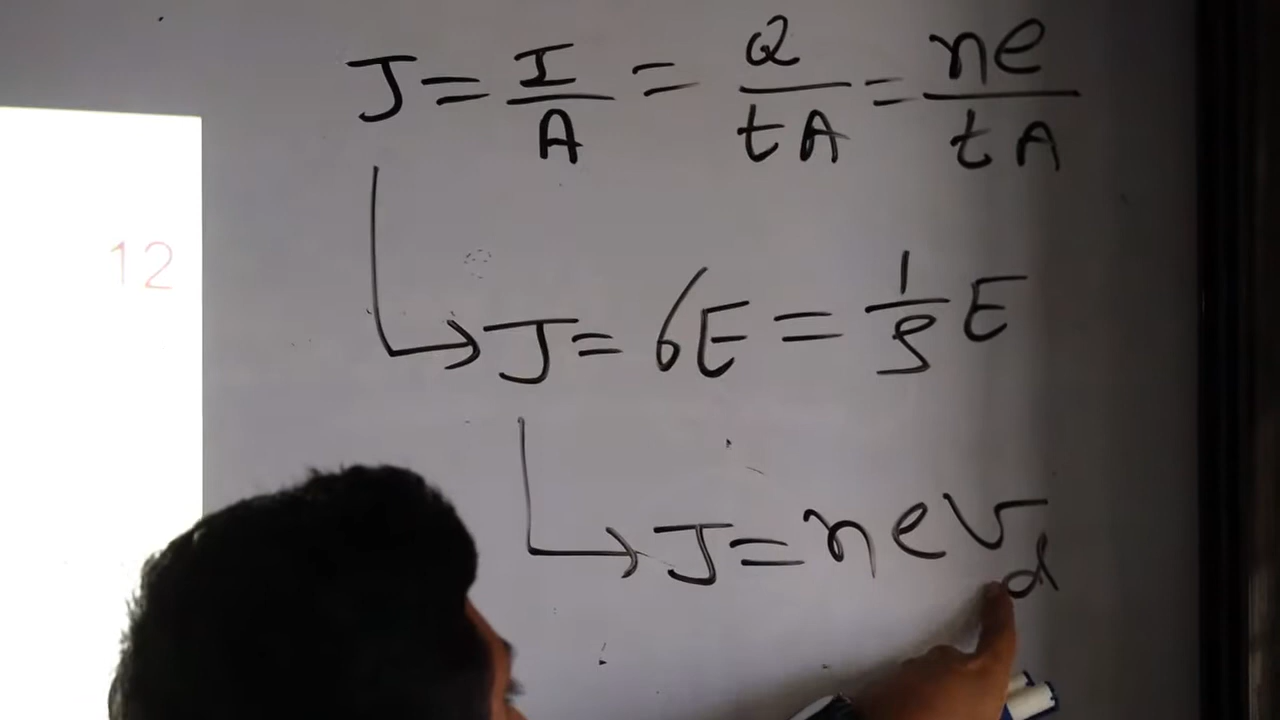 J = I/A = Q/tA = ne/tA
12
J = σE = 1/ρ E
J = neV_d